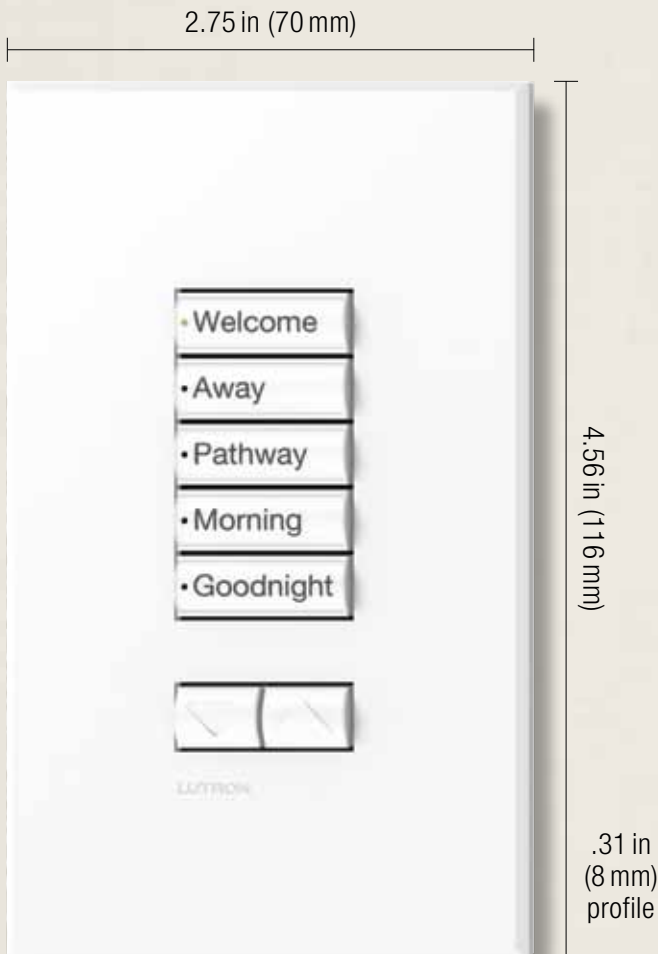 2.75 in (70 mm)
Welcome
Away
Pathway
Morning
Goodnight
LUTRON
4.56 in (116 mm)
.31 in
(8 mm)
profile